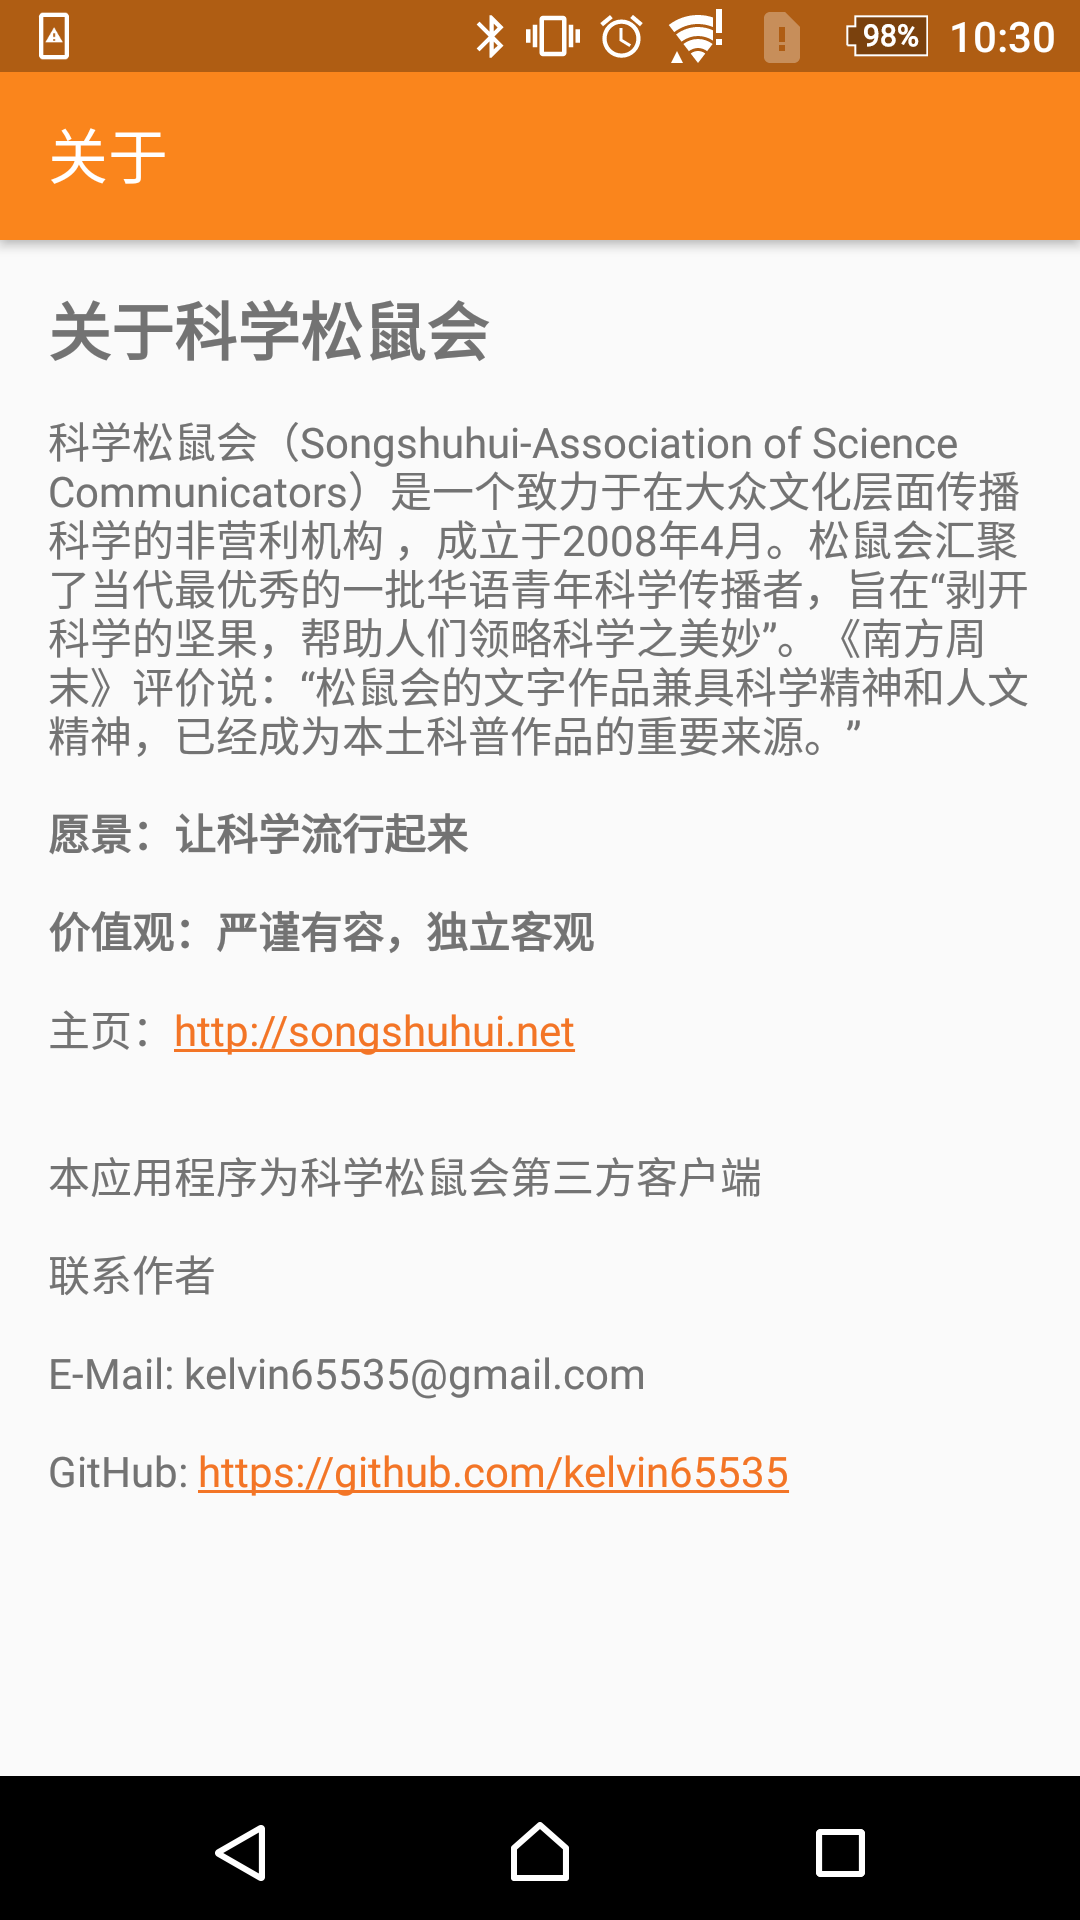 98% 10:30
关于
关于科学松鼠会
科学松鼠会（Songshuhui-Association of Science
Communicators）是一个致力于在大众文化层面传播
科学的非营利机构 ，成立于2008年4月。松鼠会汇聚
了当代最优秀的一批华语青年科学传播者，旨在“剥开
科学的坚果，帮助人们领略科学之美妙”。《南方周
末》评价说：“松鼠会的文字作品兼具科学精神和人文
精神，已经成为本土科普作品的重要来源。”
愿景：让科学流行起来
价值观：严谨有容，独立客观
主页：http://songshuhui.net
本应用程序为科学松鼠会第三方客户端
联系作者
E-Mail: kelvin65535@gmail.com
GitHub: https://github.com/kelvin65535